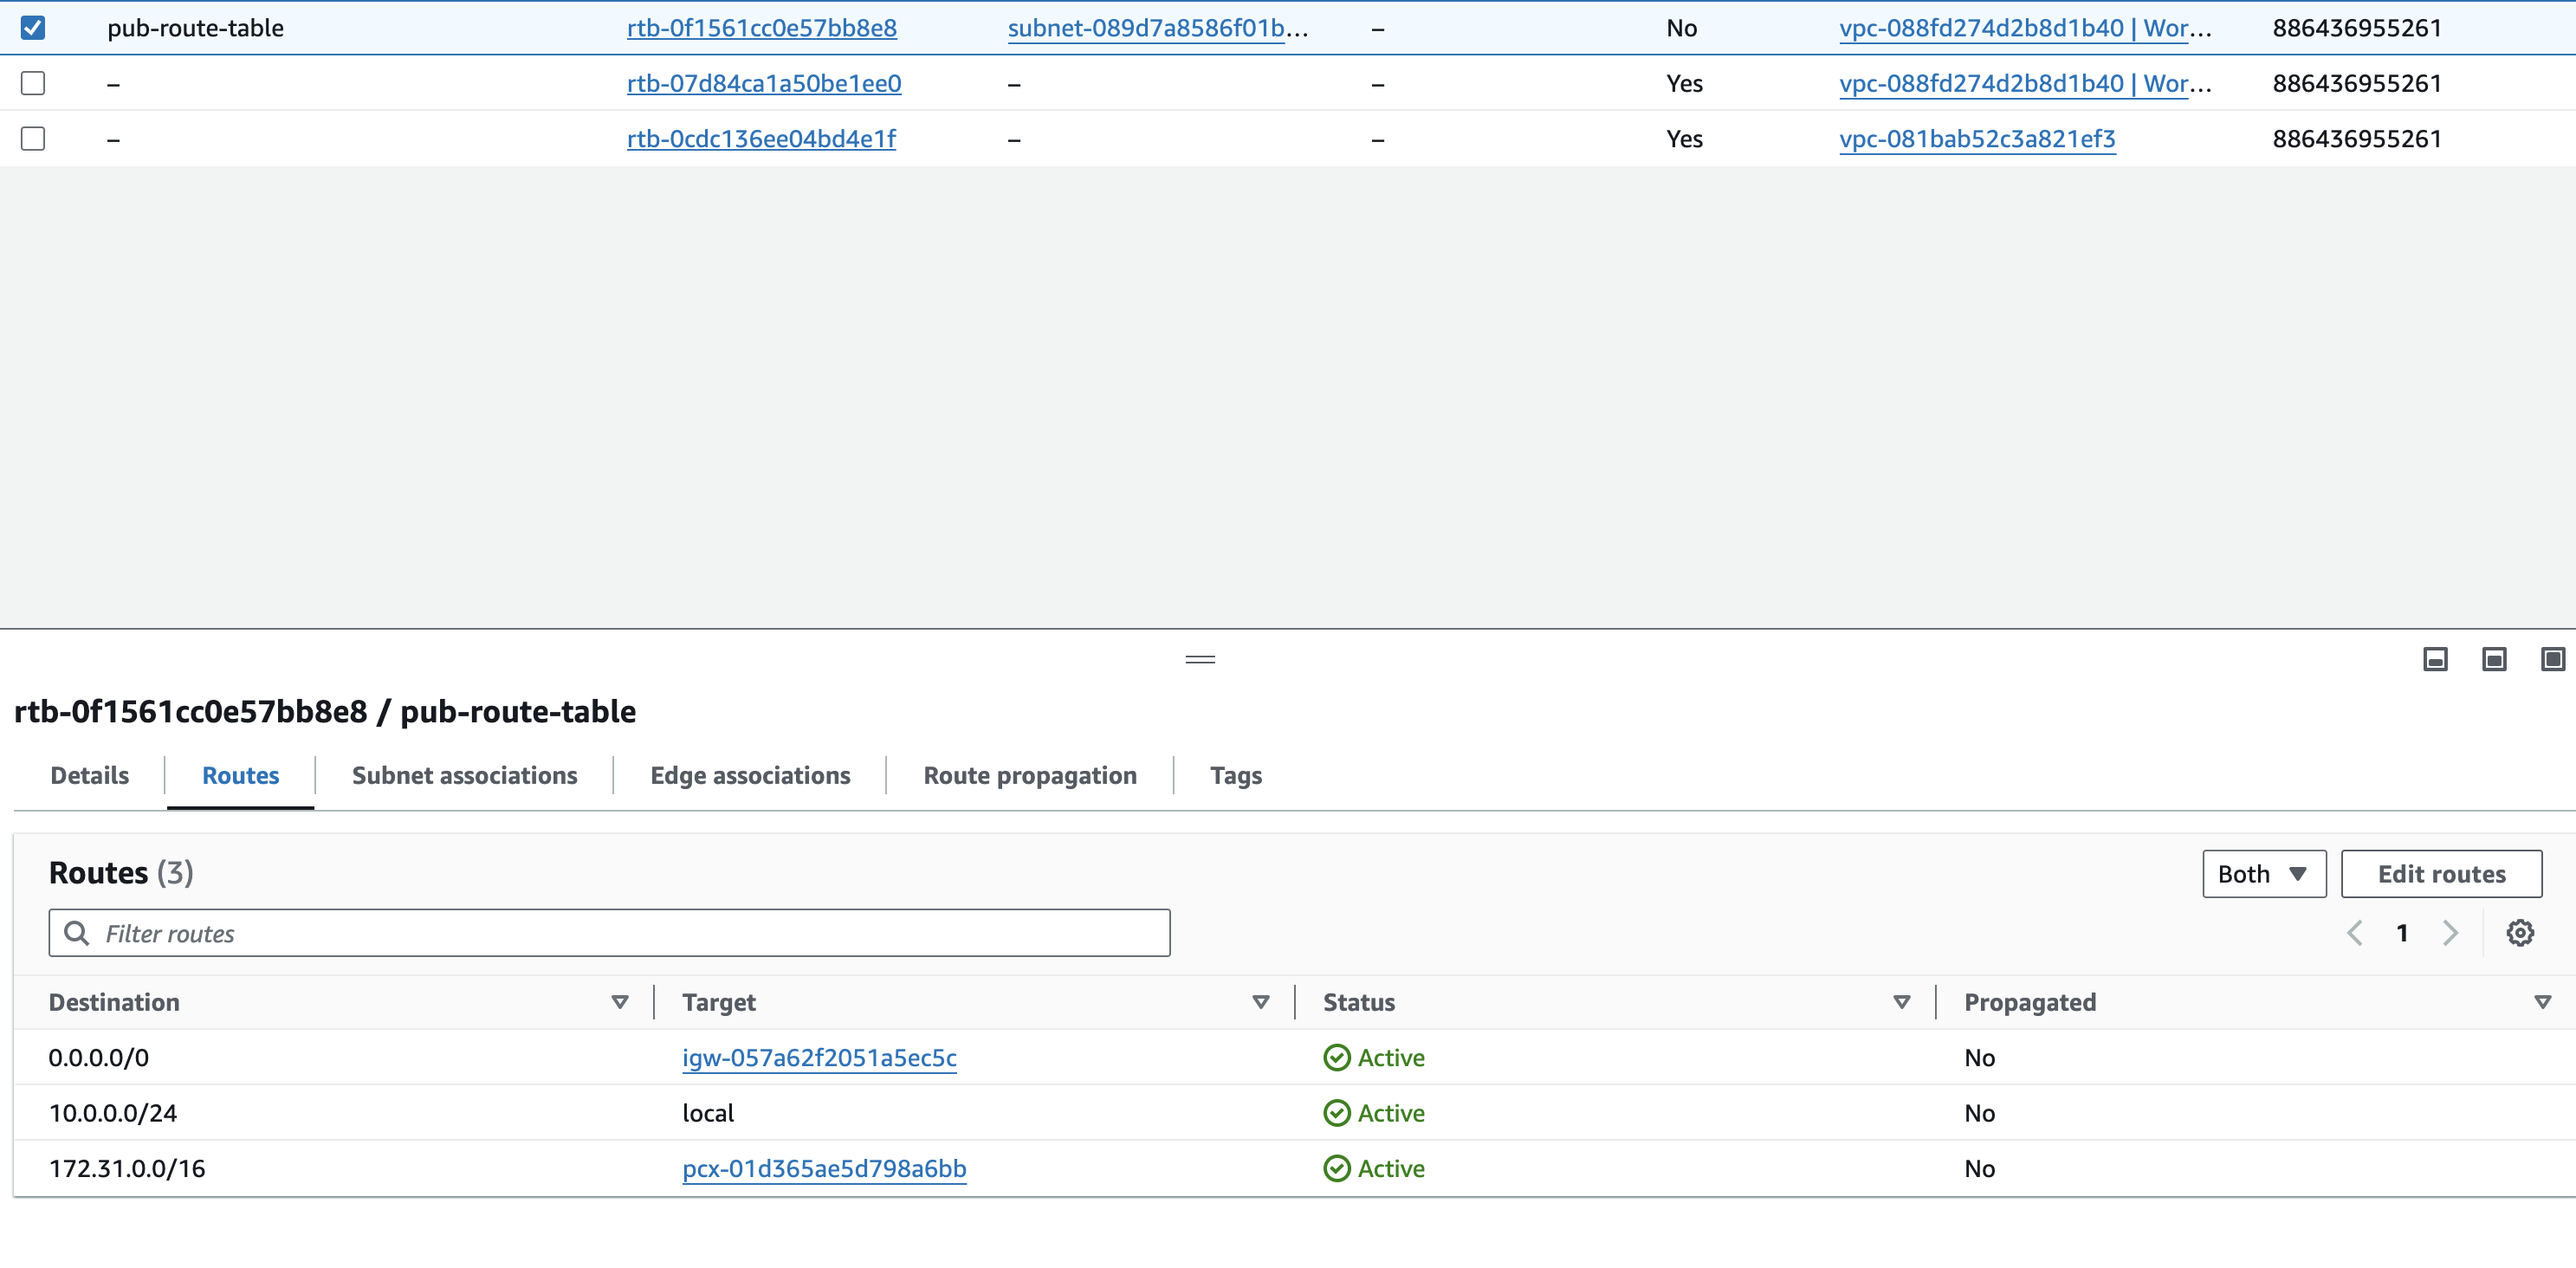 pub-route-table rtb-0f1561cc0e57bb8e8 subnet-089d7a8586f01b... – No vpc-088fd274d2b8d1b40 | Wor... 886436955261
– rtb-07d84ca1a50be1ee0 – – Yes vpc-088fd274d2b8d1b40 | Wor... 886436955261
– rtb-0cdc136ee04bd4e1f – – Yes vpc-081bab52c3a821ef3 886436955261
rtb-0f1561cc0e57bb8e8 / pub-route-table
Details Routes Subnet associations Edge associations Route propagation Tags
Routes (3) Both Edit routes
Filter routes 1
Destination Target Status Propagated
0.0.0.0/0 igw-057a62f2051a5ec5c Active No
10.0.0.0/24 local Active No
172.31.0.0/16 pcx-01d365ae5d798a6bb Active No